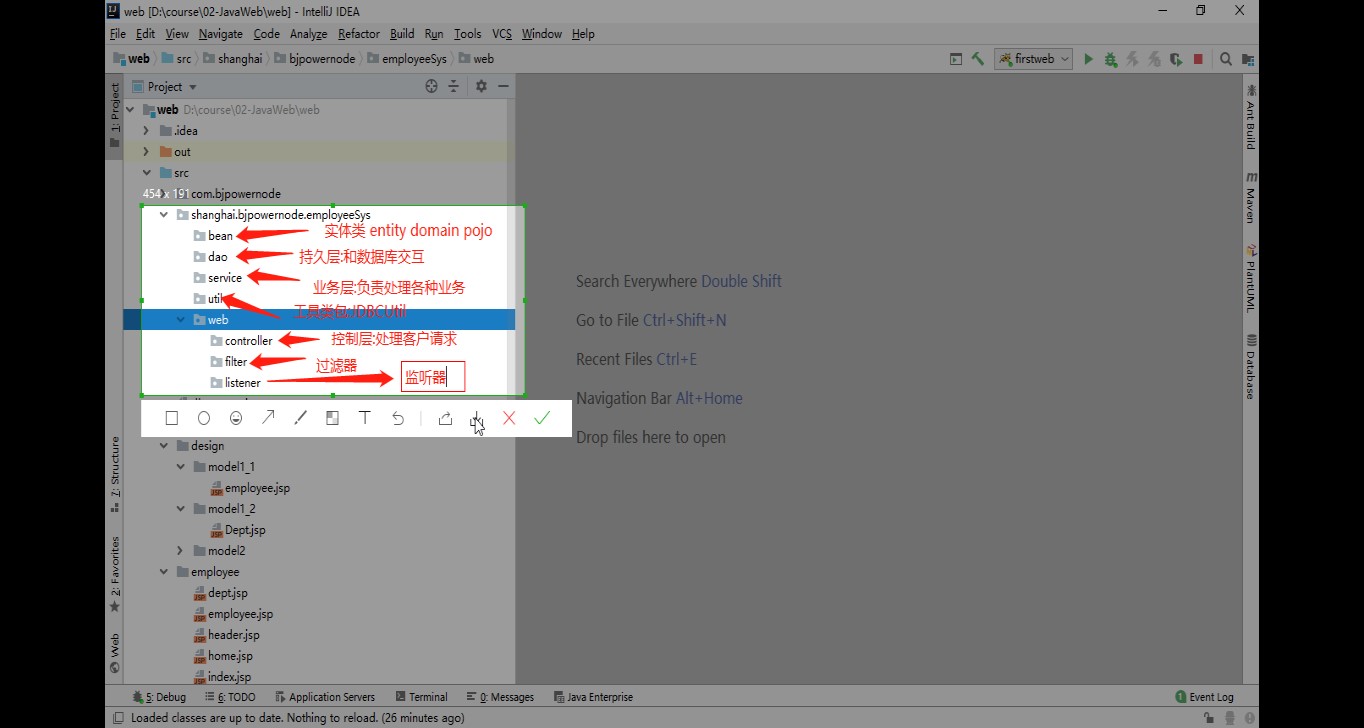 web [D:\course\02-JavaWeb\web] - IntelliJ IDEA
File Edit View Navigate Code Analyze Refactor Build Run Tools VCS Window Help
web src shanghai bjpowernode employeeSys web firstweb
1: Project
Project
web D:\course\02-JavaWeb\web
.idea
out
src
454 x 191 com.bjpowernode
shanghai.bjpowernode.employeeSys
bean 实体类 entity domain pojo
dao 持久层:和数据库交互
service 业务层:负责处理各种业务
util 工具类包:JDBCUtil
web
controller 控制层:处理客户请求
filter 过滤器
listener 监听器
design
model1_1
employee.jsp
model1_2
Dept.jsp
model2
employee
dept.jsp
employee.jsp
header.jsp
home.jsp
index.jsp
Search Everywhere Double Shift
Go to File Ctrl+Shift+N
Recent Files Ctrl+E
Navigation Bar Alt+Home
Drop files here to open
Ant Build
Maven
PlantUML
Database
7: Structure
2: Favorites
Web
5: Debug 6: TODO Application Servers Terminal 0: Messages Java Enterprise 1 Event Log
Loaded classes are up to date. Nothing to reload. (26 minutes ago)